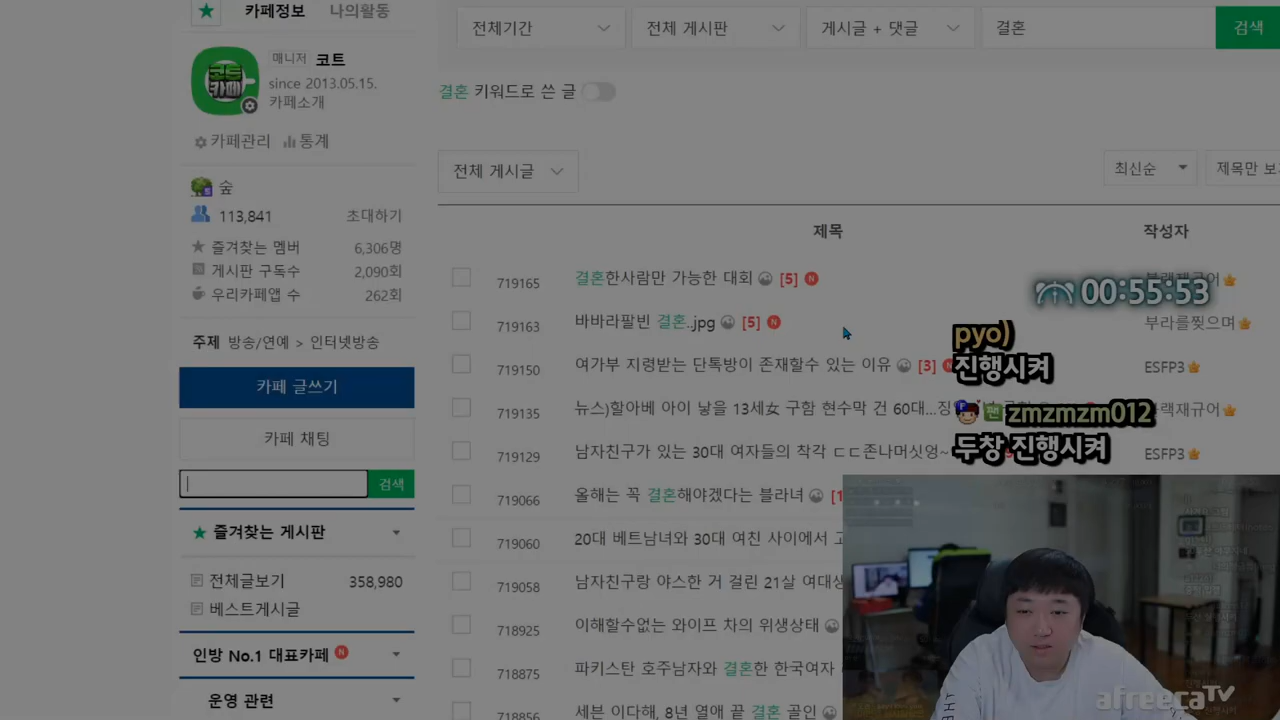 카페정보 나의활동
전체기간 전체 게시판 게시글 + 댓글 결혼 검색
코트카페
매니저 코트
since 2013.05.15.
카페소개
카페관리 통계
결혼 키워드로 쓴 글
숲
113,841 초대하기
즐겨찾는 멤버 6,306명
게시판 구독수 2,090회
우리카페앱 수 262회
주제 방송/연예 > 인터넷방송
카페 글쓰기
카페 채팅
검색
즐겨찾는 게시판
전체글보기 358,980
베스트게시글
인방 No.1 대표카페 N
운영 관련
전체 게시글 최신순 제목만
제목 작성자
719165 결혼한사람만 가능한 대회 [5] N
719163 바바라팔빈 결혼..jpg [5] N 부라를찢으며
719150 여가부 지령받는 단톡방이 존재할수 있는 이유 [3] ESFP3
719135 뉴스)할아베 아이 낳을 13세女 구함 현수막 건 60대...징
719129 남자친구가 있는 30대 여자들의 착각 ㄷㄷ존나머싯엉~ ESFP3
719066 올해는 꼭 결혼해야겠다는 블라녀
719060 20대 베트남녀와 30대 여친 사이에서
719058 남자친구랑 야스한 거 걸린 21살 여대생
718925 이해할수없는 와이프 차의 위생상태
718875 파키스탄 호주남자와 결혼한 한국여자
718856 세븐 이다해, 8년 열애 끝 결혼 골인
00:55:53
pyo)
진행시켜
팬 zmzmzm012
두창 진행시켜
afreecaTV